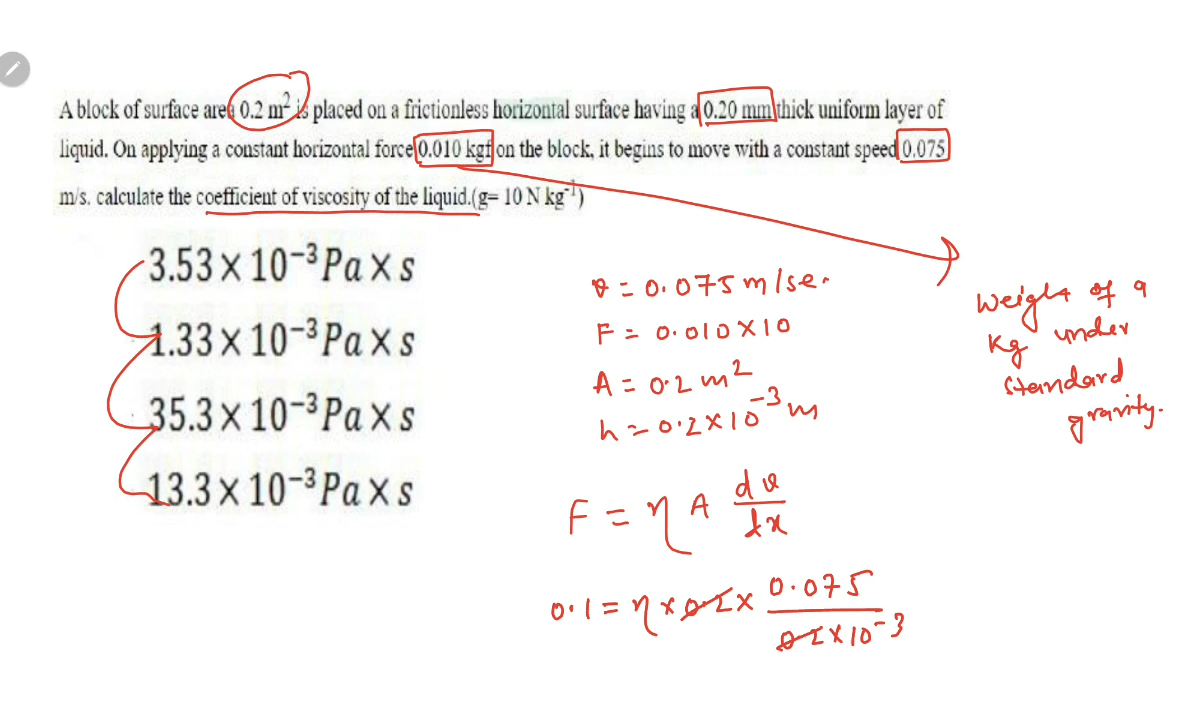 A block of surface area 0.2 m² is placed on a frictionless horizontal surface having a 0.20 mm thick uniform layer of
liquid. On applying a constant horizontal force 0.010 kgf on the block, it begins to move with a constant speed 0.075
m/s. calculate the coefficient of viscosity of the liquid.(g= 10 N kg⁻¹)
3.53 × 10⁻³ Pa × s
1.33 × 10⁻³ Pa × s
35.3 × 10⁻³ Pa × s
13.3 × 10⁻³ Pa × s
v = 0.075 m/sec
F = 0.010 × 10
A = 0.2 m²
h = 0.2 × 10⁻³ m
F = η A dv/dx
0.1 = η × 0.2 × 0.075 / 0.2 × 10⁻³
Weight of a
Kg under
Standard
gravity.